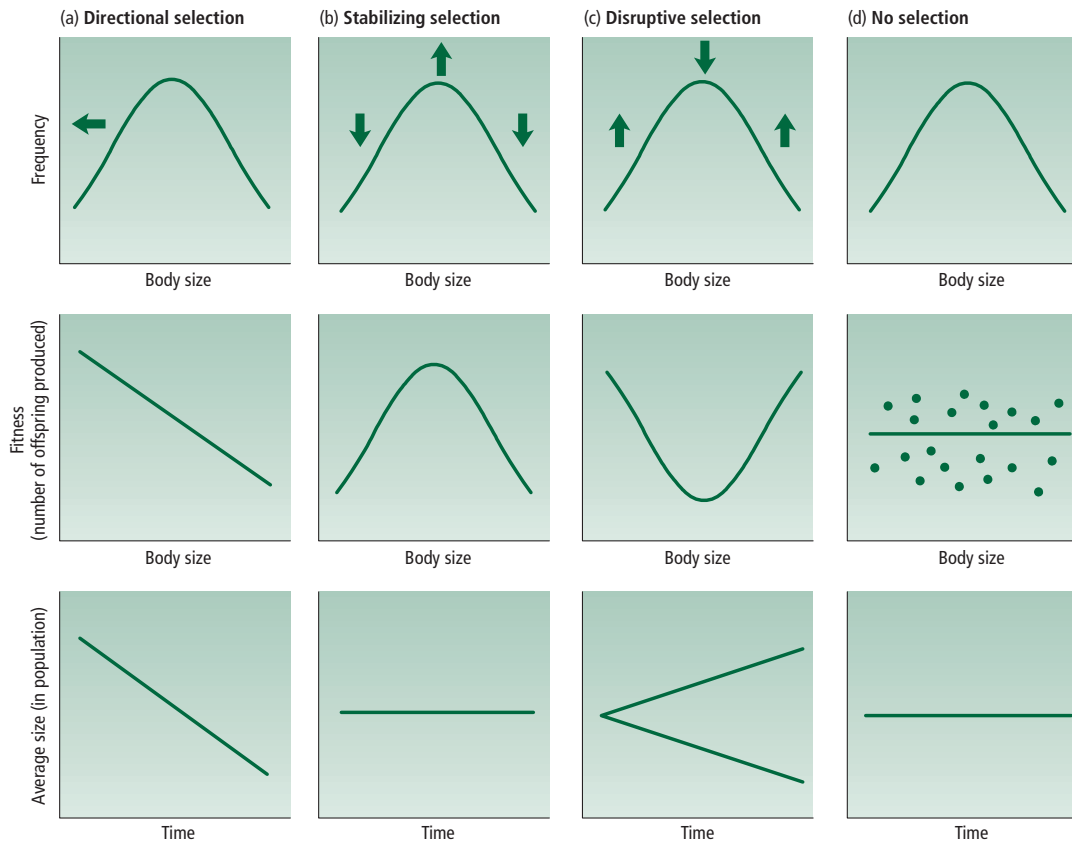 (a) Directional selection
(b) Stabilizing selection
(c) Disruptive selection
(d) No selection
Frequency
Body size
Body size
Body size
Body size
Fitness
(number of offspring produced)
Body size
Body size
Body size
Body size
Average size (in population)
Time
Time
Time
Time